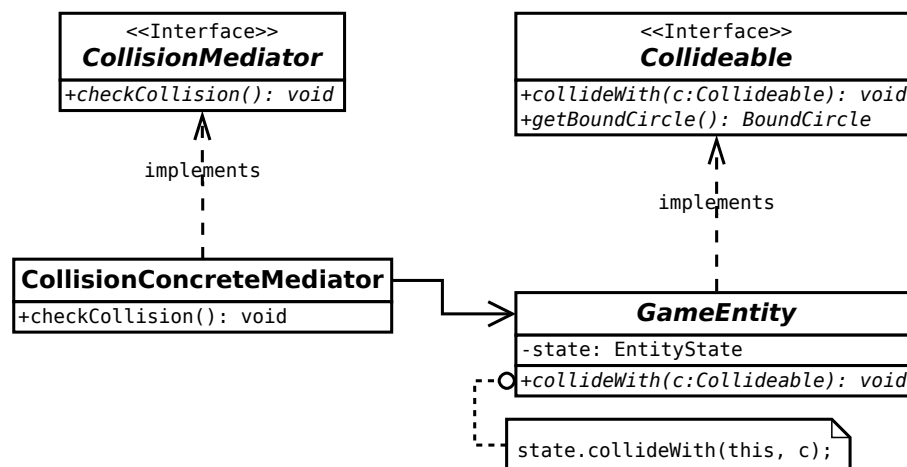 <<Interface>>
CollisionMediator
+checkCollision(): void
<<Interface>>
Collideable
+collideWith(c:Collideable): void
+getBoundCircle(): BoundCircle
implements
implements
CollisionConcreteMediator
+checkCollision(): void
GameEntity
-state: EntityState
+collideWith(c:Collideable): void
state.collideWith(this, c);